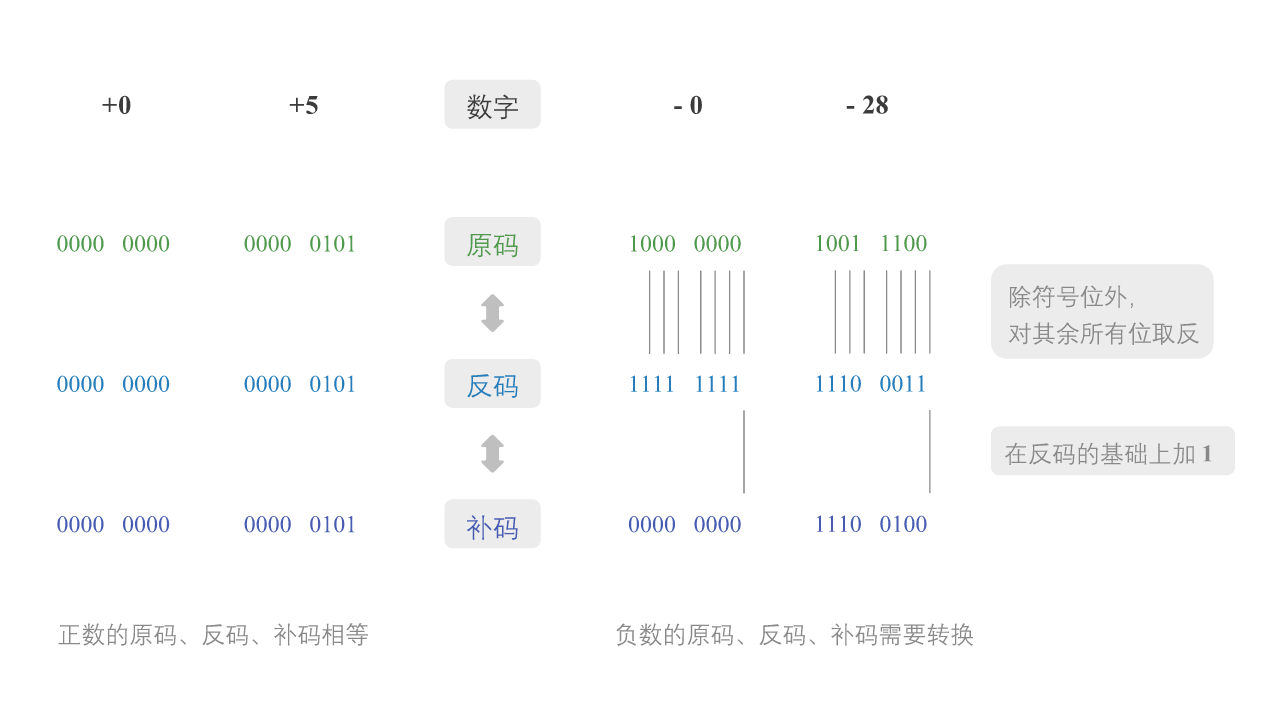 +0 +5 数字 - 0 - 28
0000 0000 0000 0101 原码 1000 0000 1001 1100
除符号位外,
对其余所有位取反
0000 0000 0000 0101 反码 1111 1111 1110 0011
在反码的基础上加 1
0000 0000 0000 0101 补码 0000 0000 1110 0100
正数的原码、反码、补码相等 负数的原码、反码、补码需要转换